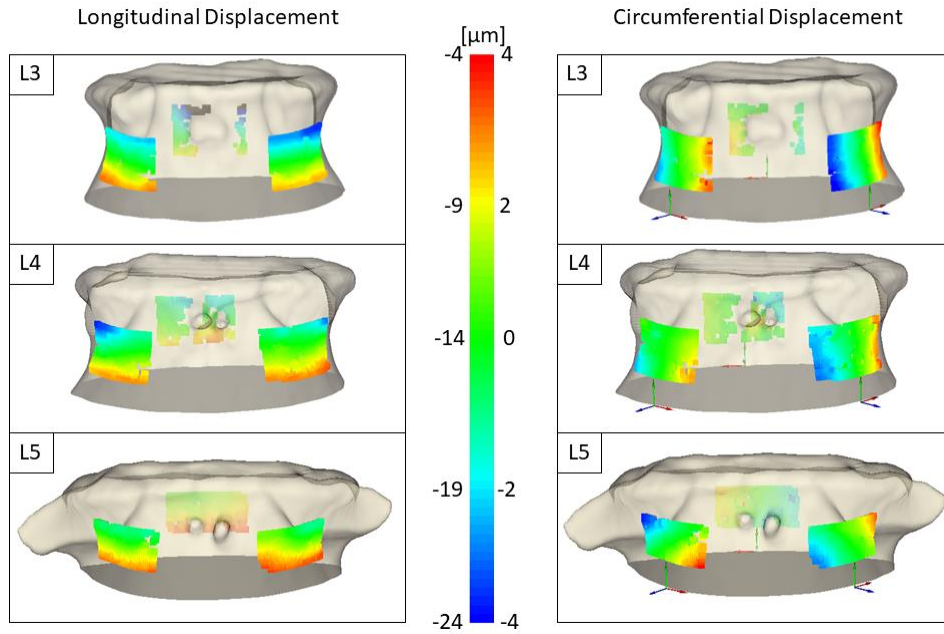 Longitudinal Displacement
Circumferential Displacement
[μm]
L3
-4 4
L3
-9 2
L4
L4
-14 0
L5
L5
-19 -2
-24 -4